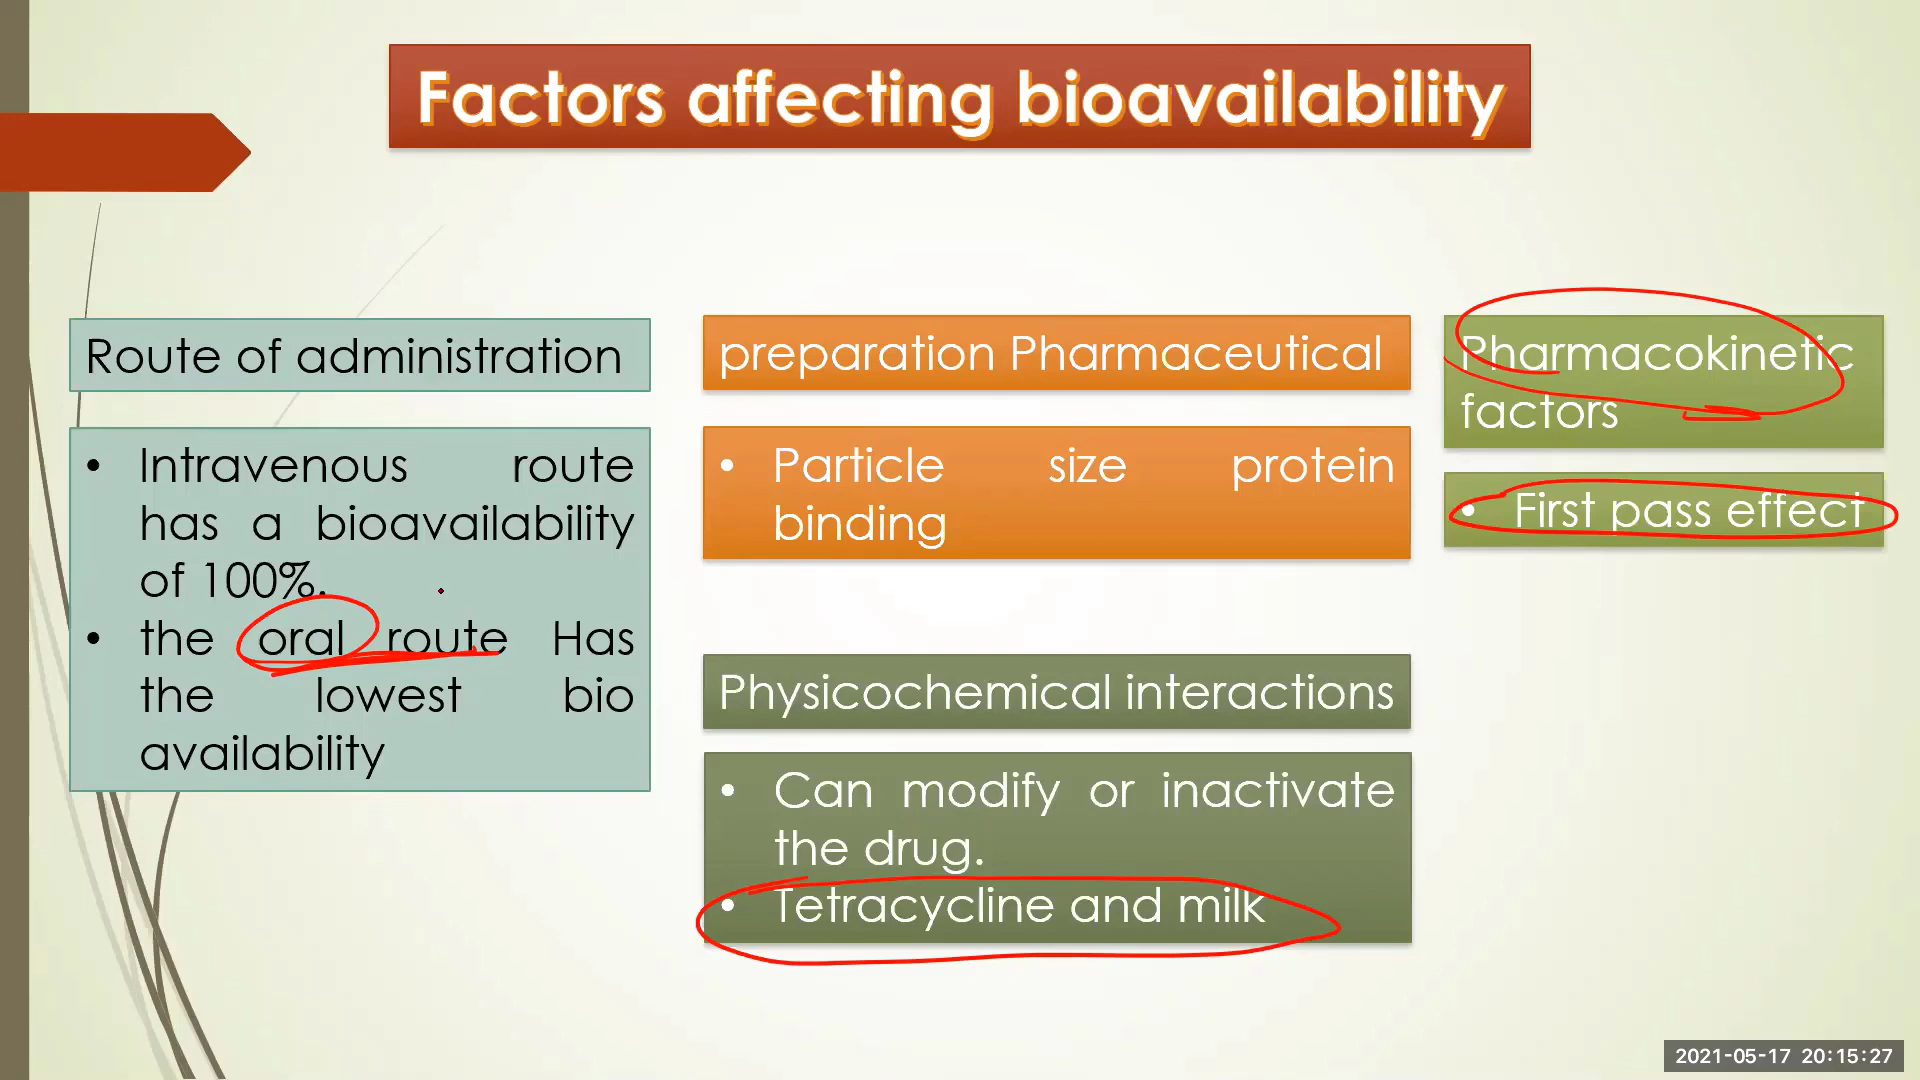 Factors affecting bioavailability
Route of administration
• Intravenous route
has a bioavailability
of 100%.
• the oral route Has
the lowest bio
availability
preparation Pharmaceutical
• Particle size protein
binding
Physicochemical interactions
• Can modify or inactivate
the drug.
• Tetracycline and milk
Pharmacokinetic
factors
• First pass effect
2021-05-17 20:15:27